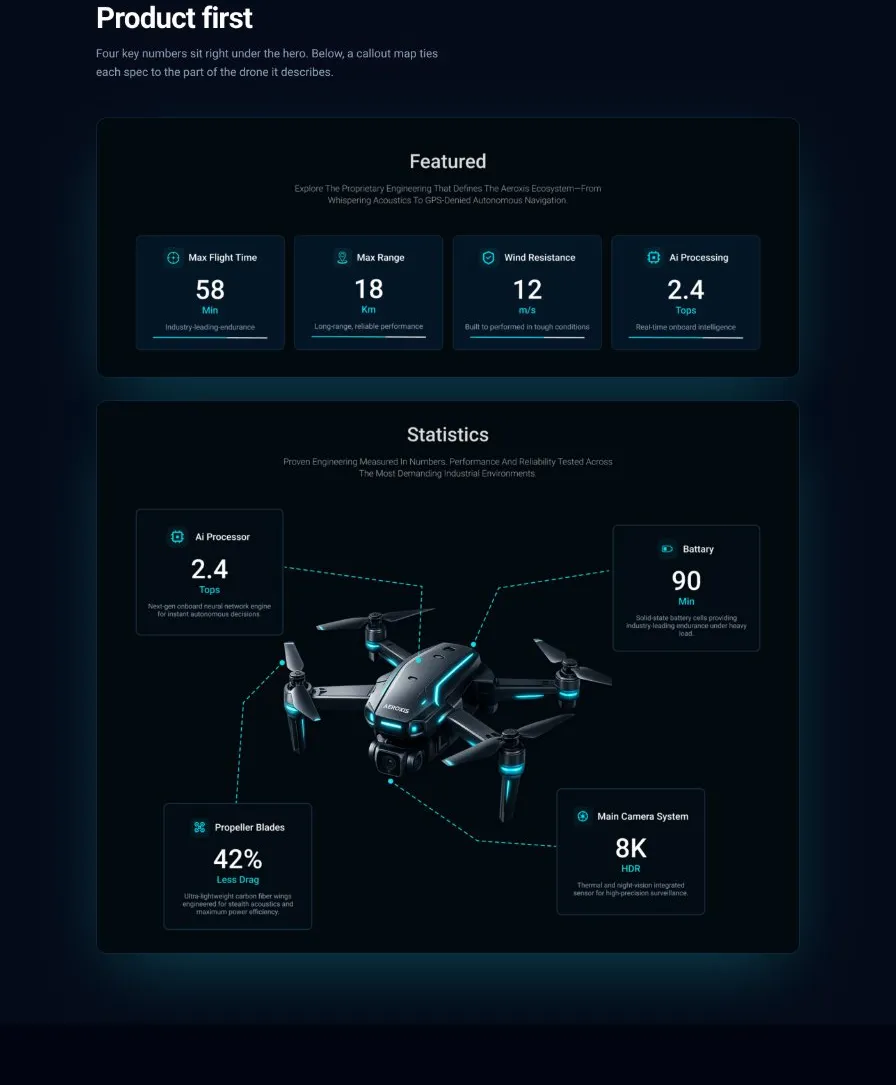 Product first
Four key numbers sit right under the hero. Below, a callout map ties
each spec to the part of the drone it describes.
Featured
Explore The Proprietary Engineering That Defines The Aeroxis Ecosystem—From
Whispering Acoustics To GPS-Denied Autonomous Navigation.
Max Flight Time
58
Min
Industry-leading-endurance
Max Range
18
Km
Long-range, reliable performance
Wind Resistance
12
m/s
Built to performed in tough conditions
Ai Processing
2.4
Tops
Real-time onboard intelligence
Statistics
Proven Engineering Measured In Numbers. Performance And Reliability Tested Across
The Most Demanding Industrial Environments.
Ai Processor
2.4
Tops
Next-gen onboard neural network engine
for instant autonomous decisions
Battary
90
Min
Solid-state battery cells providing
industry-leading endurance under heavy
load.
AEROXIS
Propeller Blades
42%
Less Drag
Ultra-lightweight carbon fiber wings
engineered for stealth acoustics and
maximum power efficiency.
Main Camera System
8K
HDR
Thermal and night-vision integrated
sensor for high-precision surveillance.